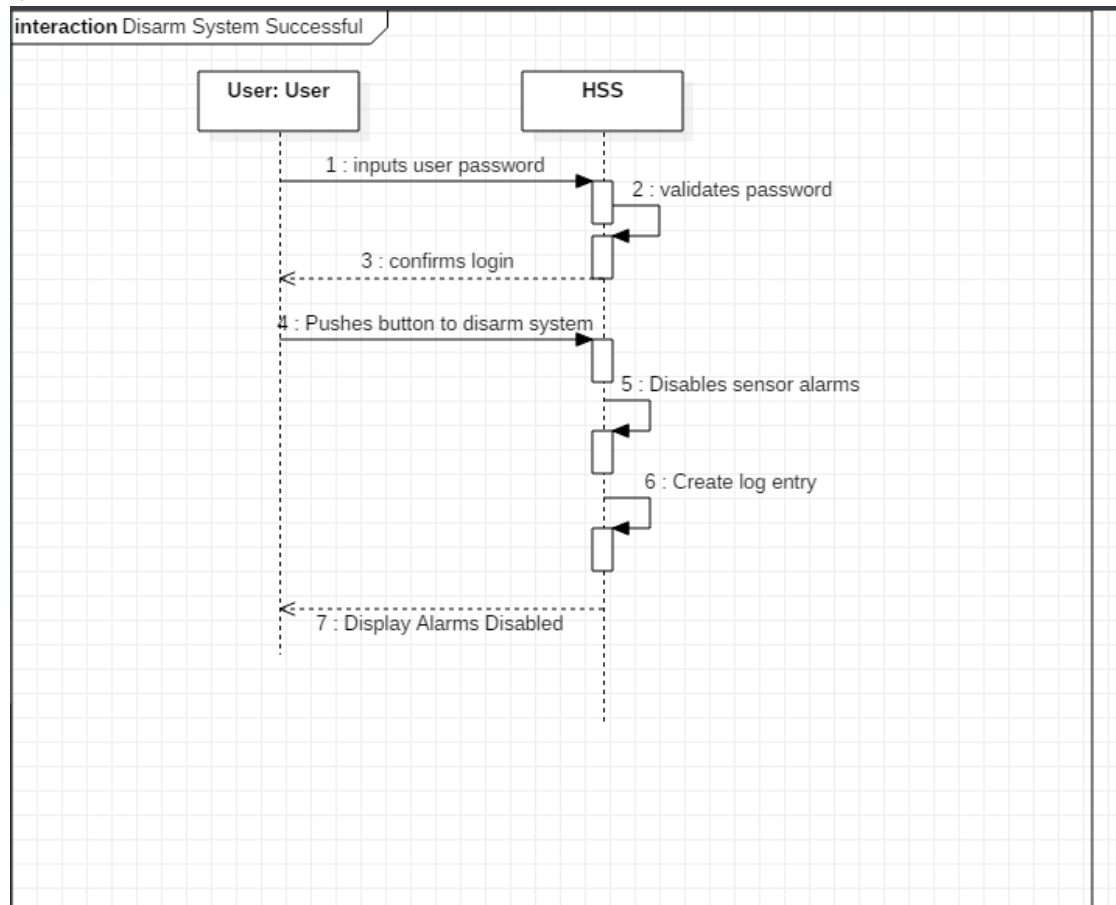 interaction Disarm System Successful
User: User
HSS
1 : inputs user password
2 : validates password
3 : confirms login
4 : Pushes button to disarm system
5 : Disables sensor alarms
6 : Create log entry
7 : Display Alarms Disabled